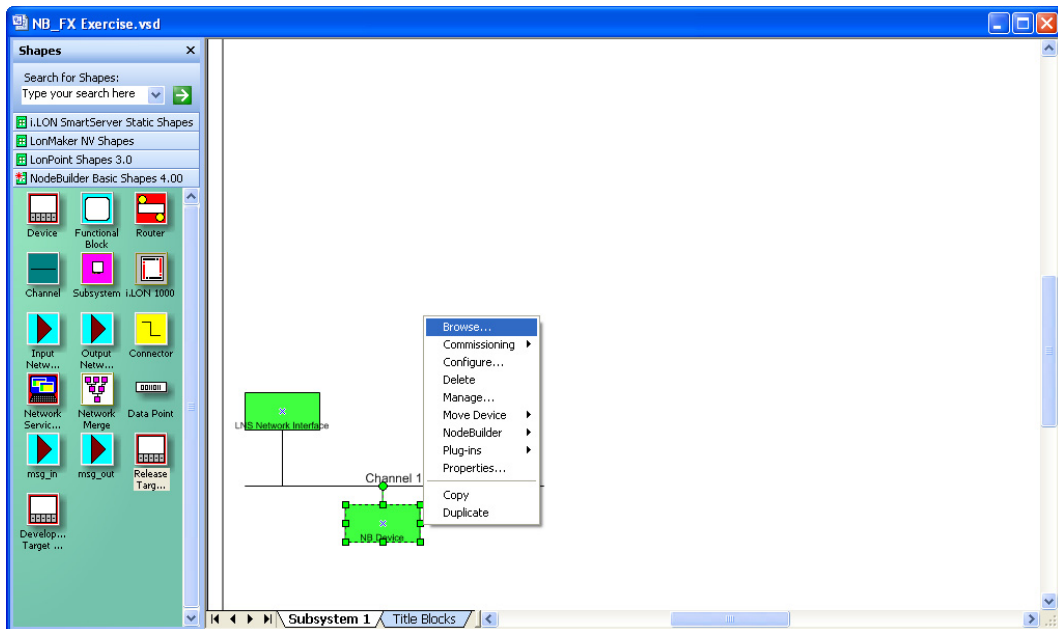 NB_FX Exercise.vsd
Shapes
Search for Shapes:
Type your search here
i.LON SmartServer Static Shapes
LonMaker NV Shapes
LonPoint Shapes 3.0
NodeBuilder Basic Shapes 4.00
Device
Functional Block
Router
Channel
Subsystem
i.LON 1000
Input Netw...
Output Netw...
Connector
Network Servic...
Network Merge
Data Point
msg_in
msg_out
Release Targ...
Develop... Target ...
LNS Network Interface
Channel 1
NB Device
Browse...
Commissioning
Configure...
Delete
Manage...
Move Device
NodeBuilder
Plug-ins
Properties...
Copy
Duplicate
Subsystem 1
Title Blocks